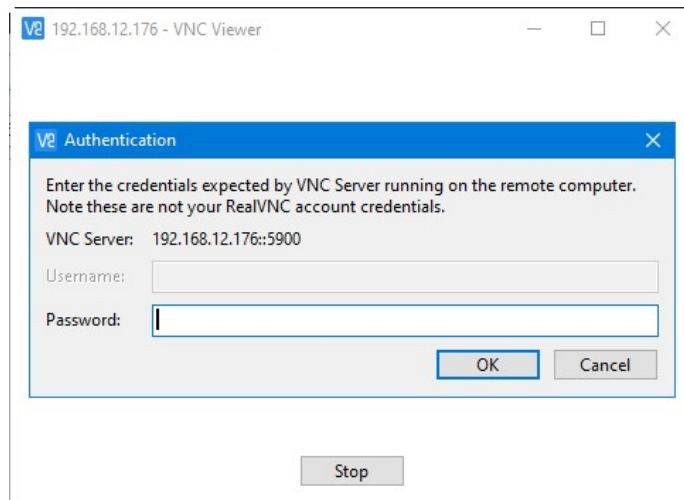 V2 192.168.12.176 - VNC Viewer
V2 Authentication
Enter the credentials expected by VNC Server running on the remote computer.
Note these are not your RealVNC account credentials.
VNC Server: 192.168.12.176::5900
Username:
Password:
OK Cancel
Stop